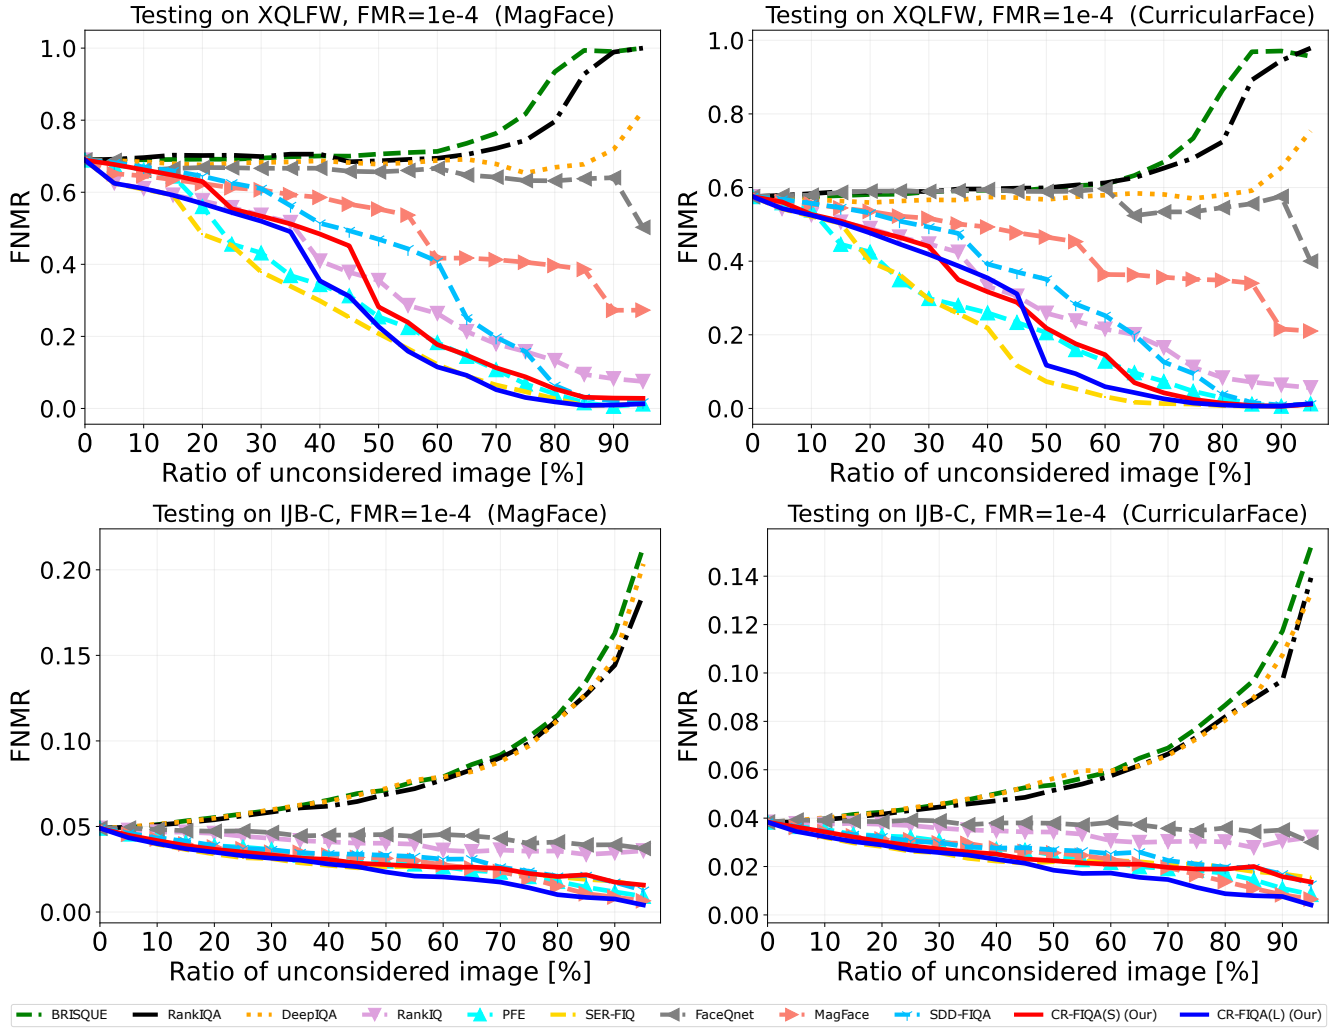 Testing on XQLFW, FMR=1e-4 (MagFace)
1.0
0.8
0.6
0.4
0.2
0.0
FNMR
0 10 20 30 40 50 60 70 80 90
Ratio of unconsidered image [%]
Testing on XQLFW, FMR=1e-4 (CurricularFace)
1.0
0.8
0.6
0.4
0.2
0.0
FNMR
0 10 20 30 40 50 60 70 80 90
Ratio of unconsidered image [%]
Testing on IJB-C, FMR=1e-4 (MagFace)
0.20
0.15
0.10
0.05
0.00
FNMR
0 10 20 30 40 50 60 70 80 90
Ratio of unconsidered image [%]
Testing on IJB-C, FMR=1e-4 (CurricularFace)
0.14
0.12
0.10
0.08
0.06
0.04
0.02
0.00
FNMR
0 10 20 30 40 50 60 70 80 90
Ratio of unconsidered image [%]
BRISQUE RankIQA DeepIQA RankIQ PFE SER-FIQ FaceQnet MagFace SDD-FIQA CR-FIQA(S) (Our) CR-FIQA(L) (Our)